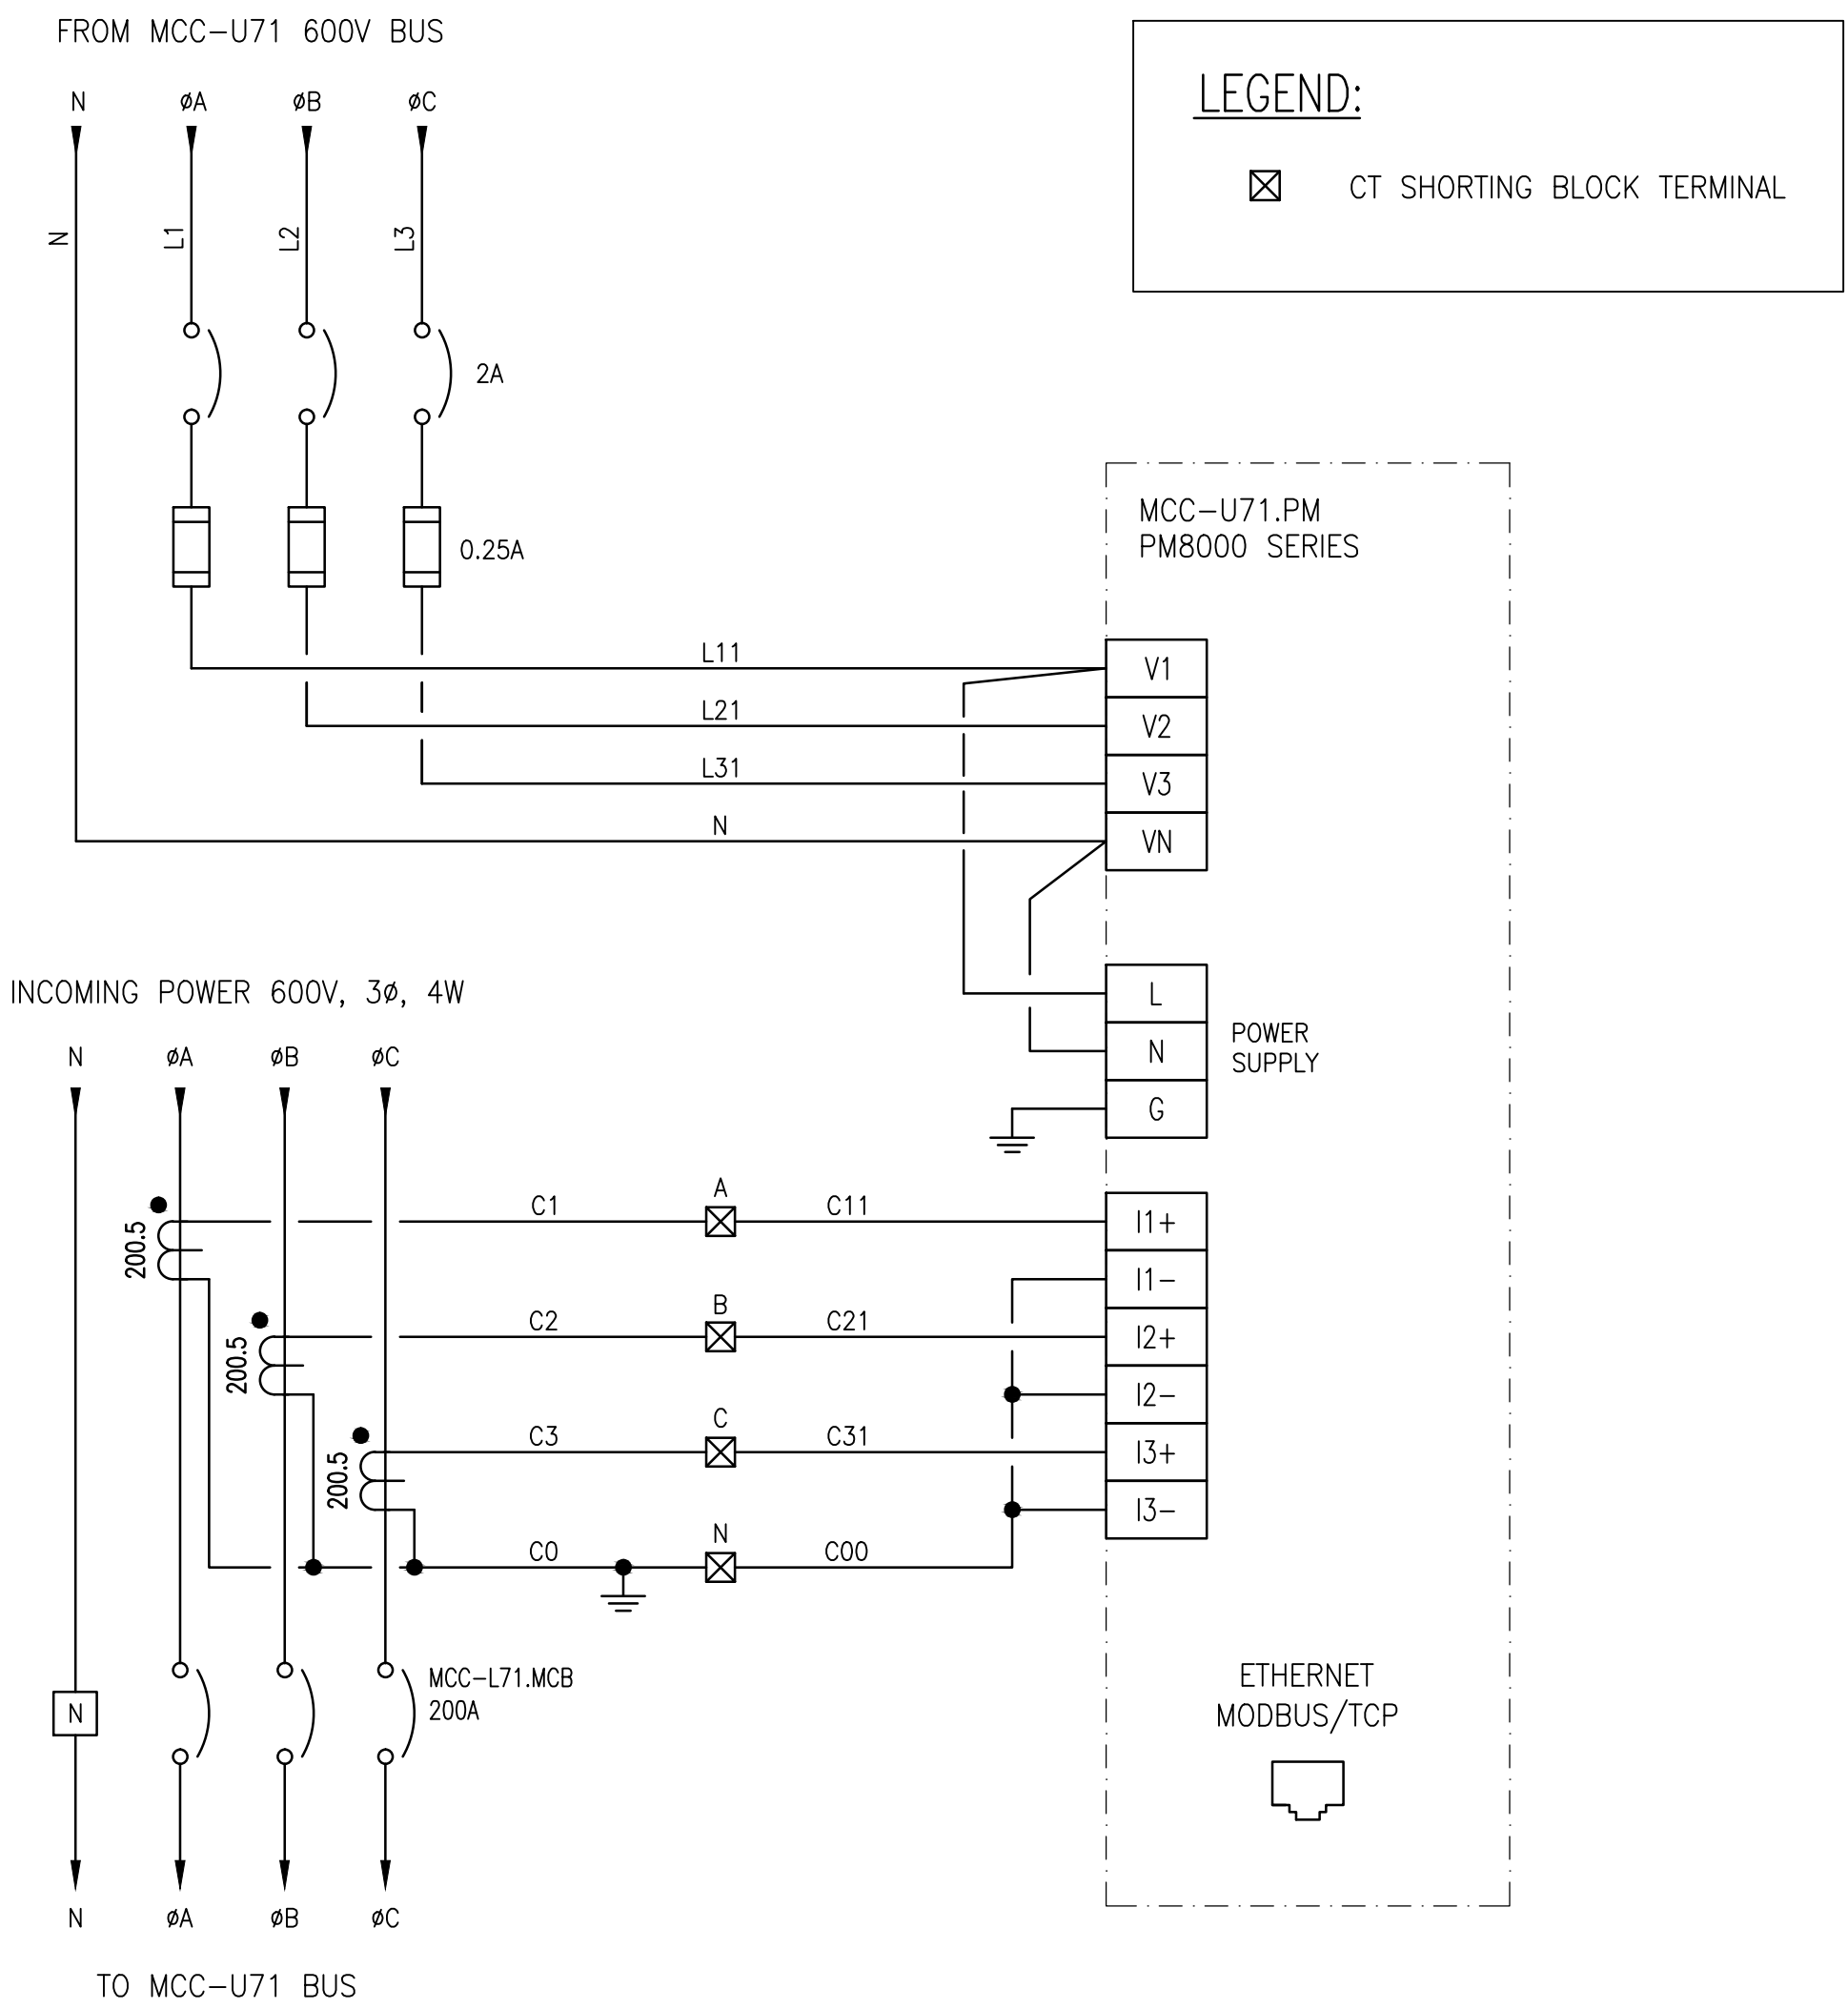 FROM MCC-U71 600V BUS
N øA øB øC
N L1 L2 L3
2A
0.25A
LEGEND:
CT SHORTING BLOCK TERMINAL
MCC-U71.PM
PM8000 SERIES
L11 V1
L21 V2
L31 V3
N VN
L
N
G
POWER
SUPPLY
INCOMING POWER 600V, 3ø, 4W
N øA øB øC
200.5
C1 A C11 I1+
I1-
200.5
C2 B C21 I2+
I2-
200.5
C3 C C31 I3+
I3-
C0 N C00
MCC-L71.MCB
200A
N
ETHERNET
MODBUS/TCP
N øA øB øC
TO MCC-U71 BUS